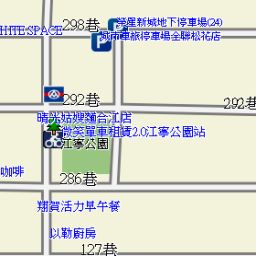 榮星新城地下停車場(24)
298巷
HITE SPACE
城市車旅停車場全聯松花店
292巷
292巷
晴光姑嫂麵合江店
微笑單車租賃2.0江寧公園站
江寧公園
咖啡
286巷
翔賀活力早午餐
以勒廚房
127巷